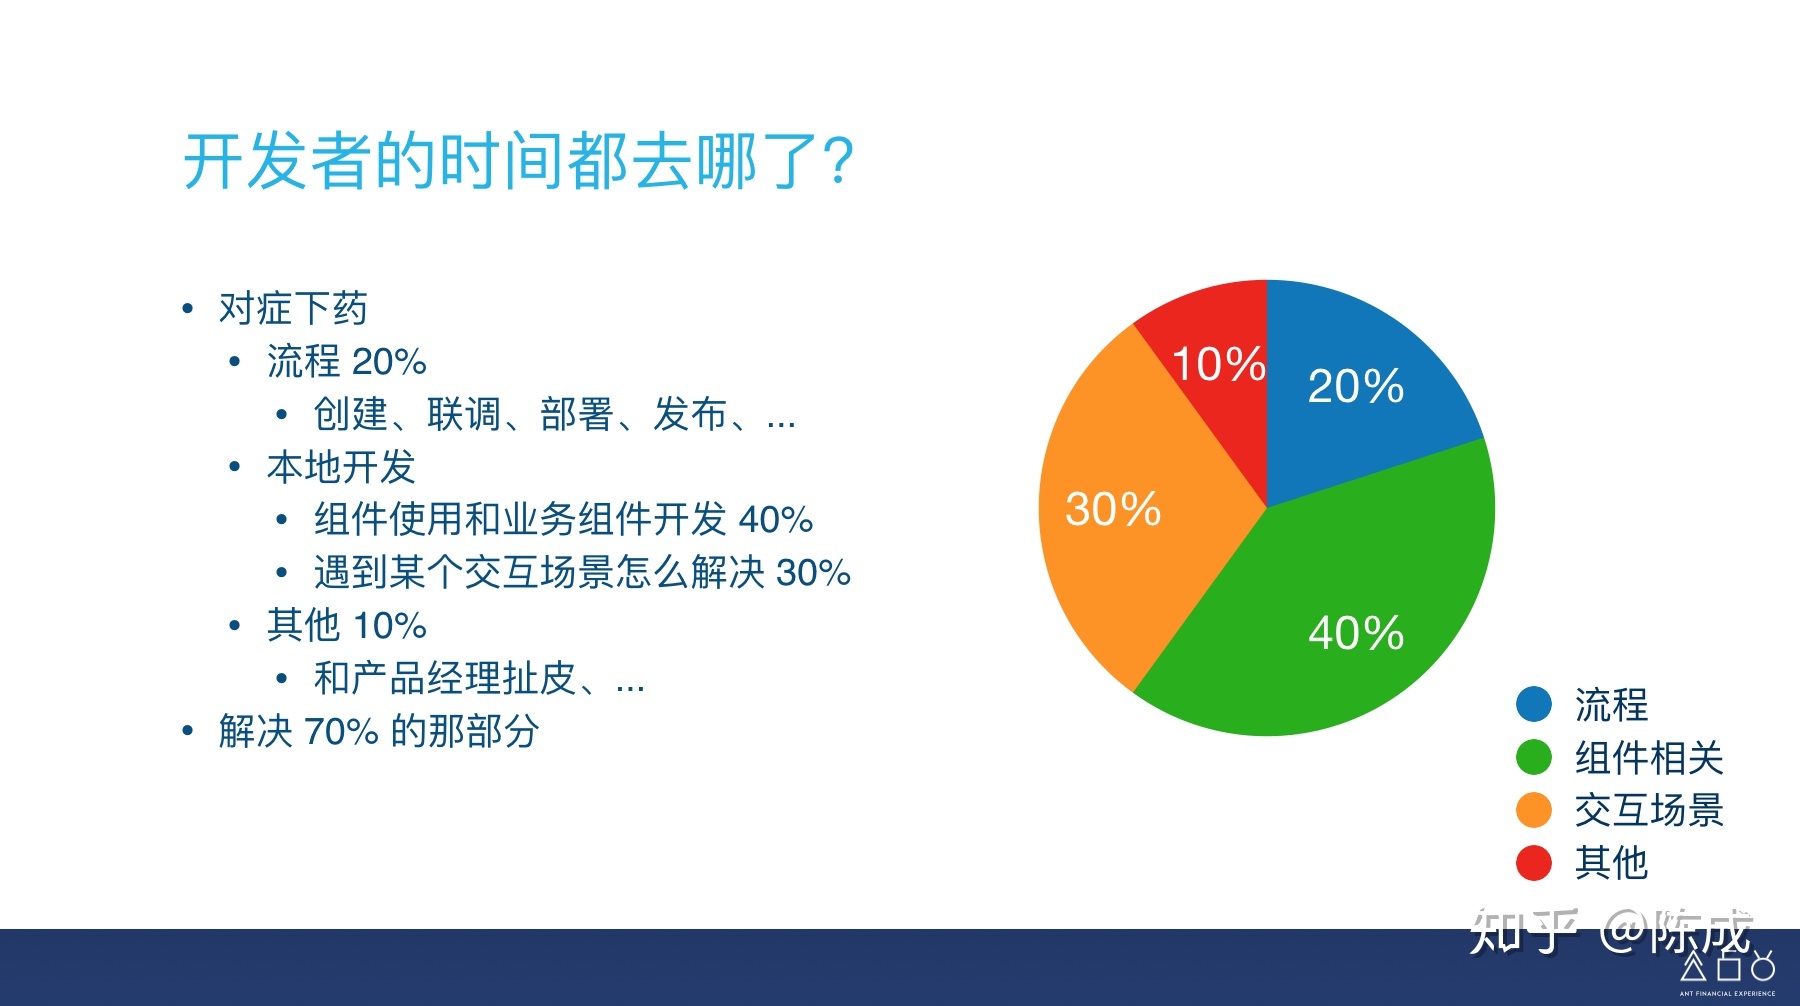 开发者的时间都去哪了?
• 对症下药
• 流程 20%
• 创建、联调、部署、发布、...
• 本地开发
• 组件使用和业务组件开发 40%
• 遇到某个交互场景怎么解决 30%
• 其他 10%
• 和产品经理扯皮、...
• 解决 70% 的那部分
10%
20%
30%
40%
流程
组件相关
交互场景
其他
知乎 @陈成
ANT FINANCIAL EXPERIENCE